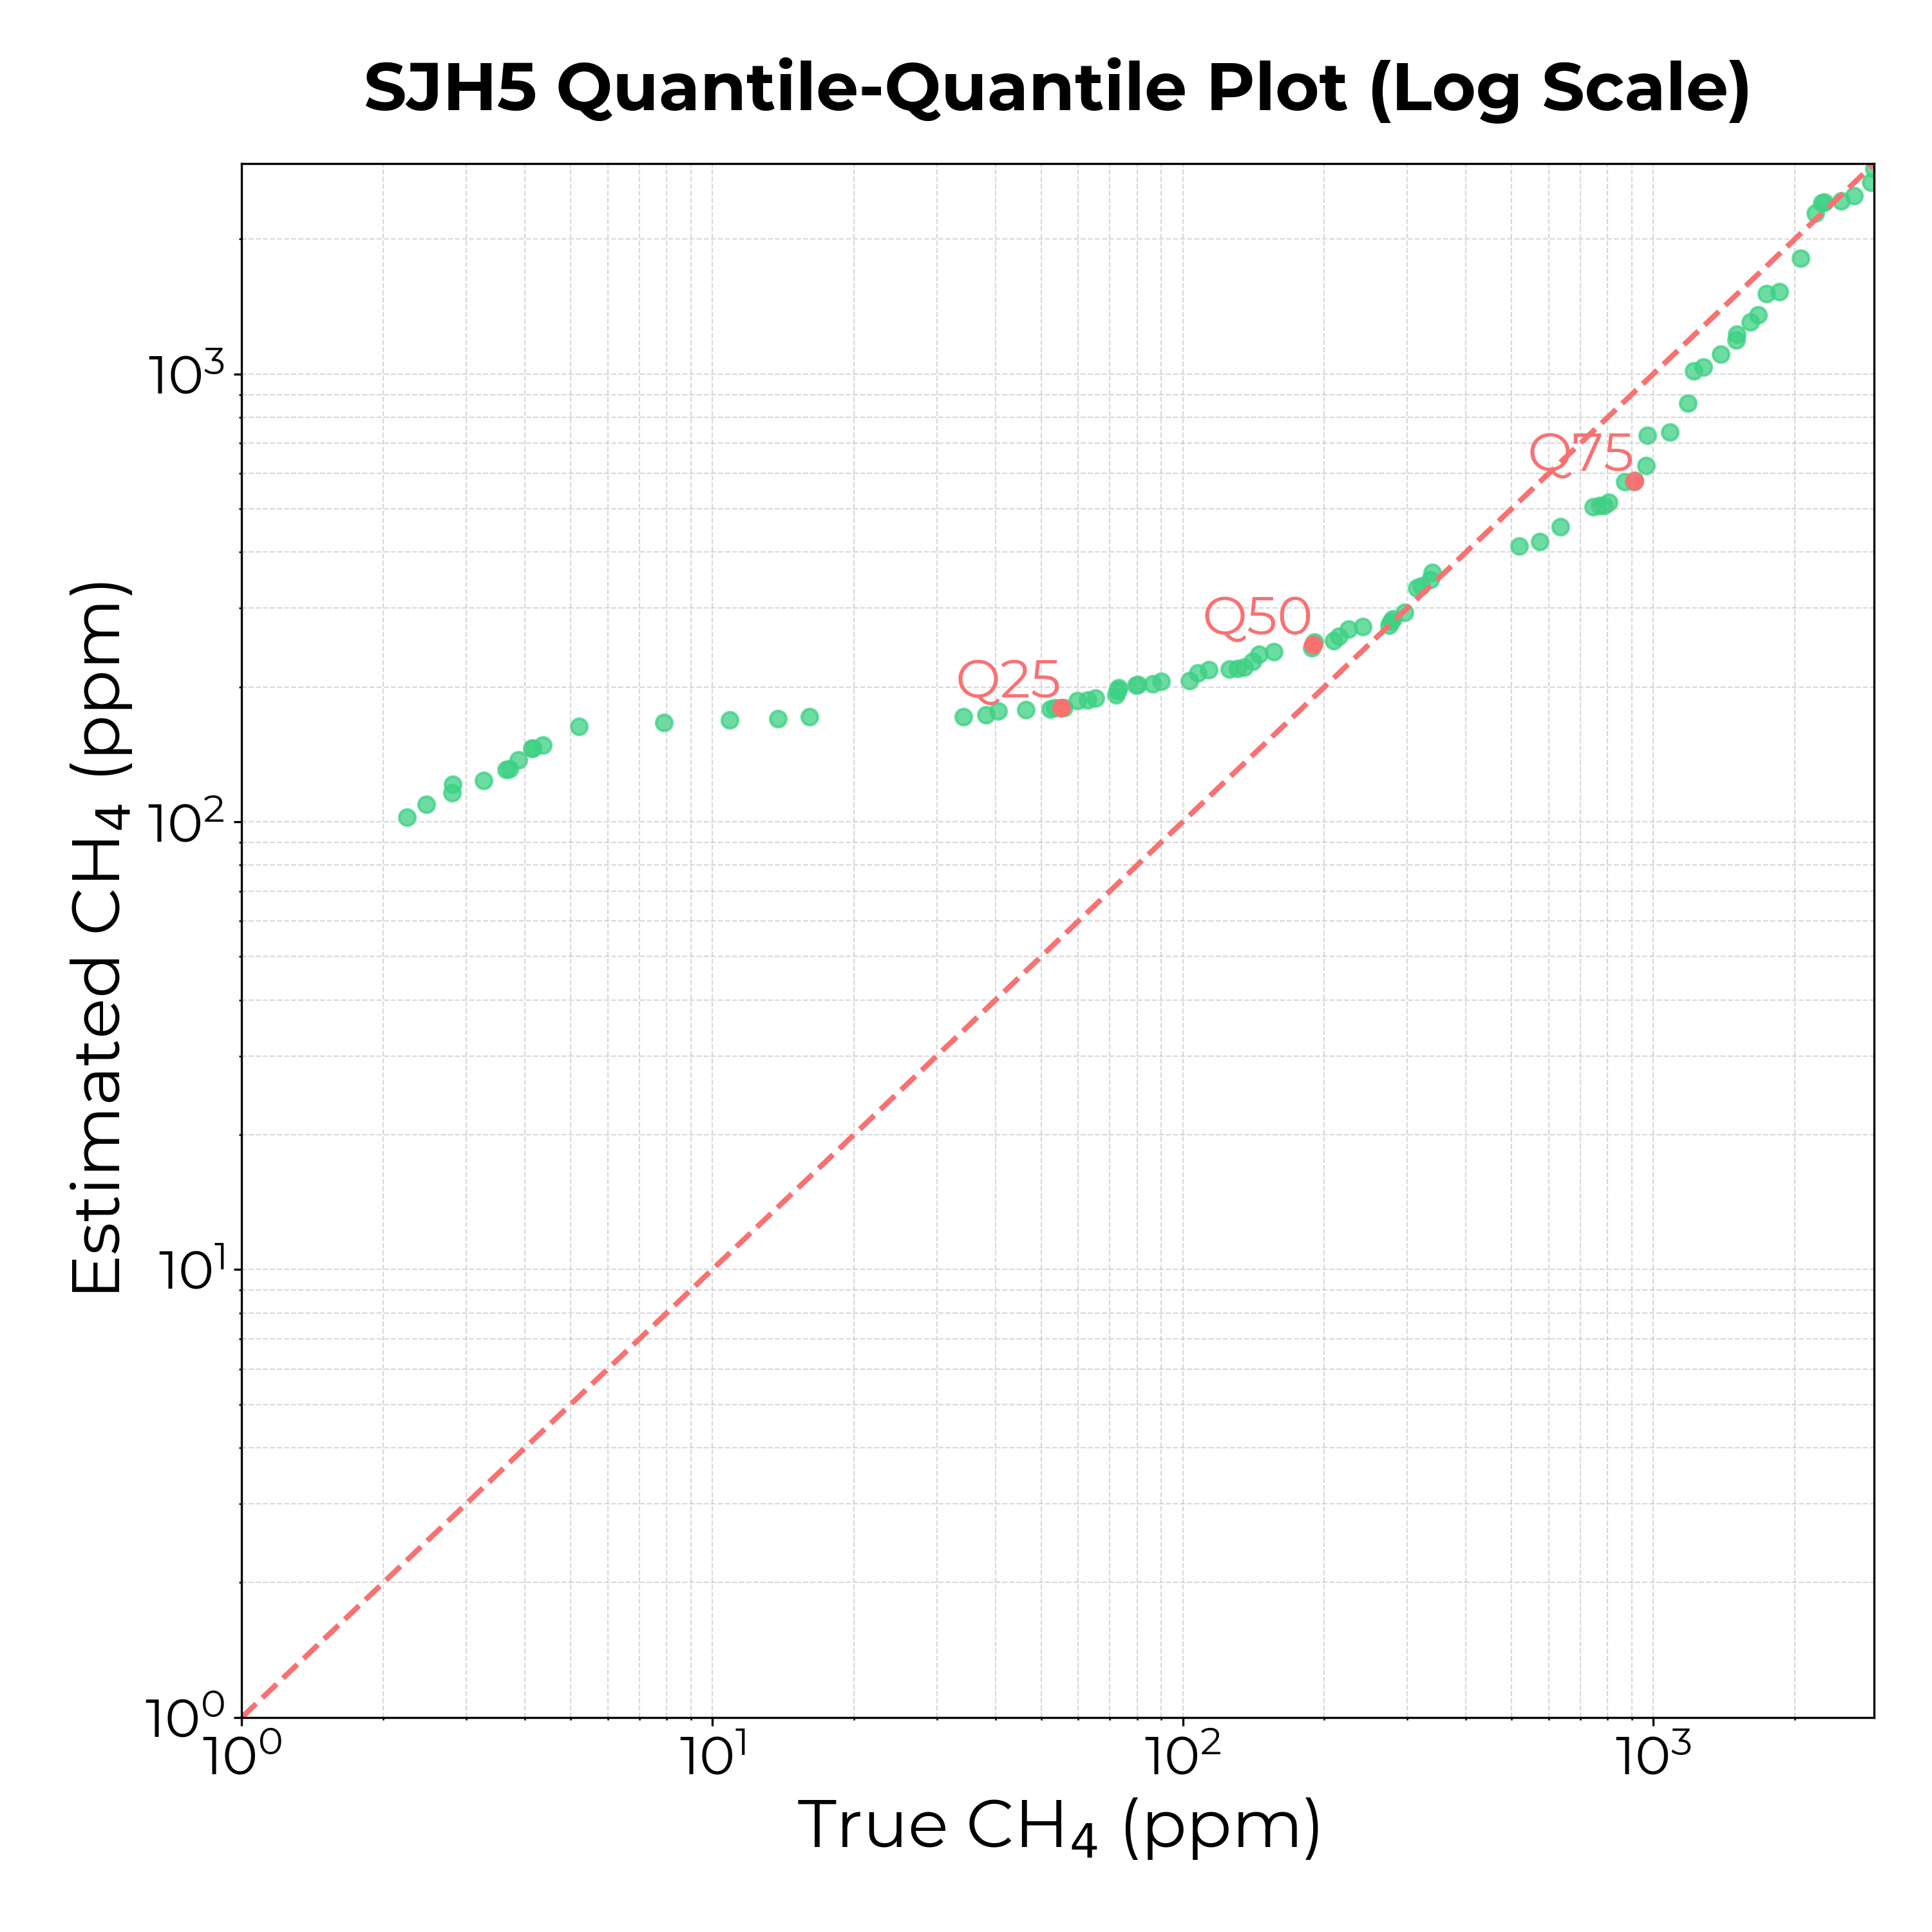 SJH5 Quantile-Quantile Plot (Log Scale)
Estimated CH₄ (ppm)
10³
10²
10¹
10⁰
Q75
Q50
Q25
10⁰ 10¹ 10² 10³
True CH₄ (ppm)